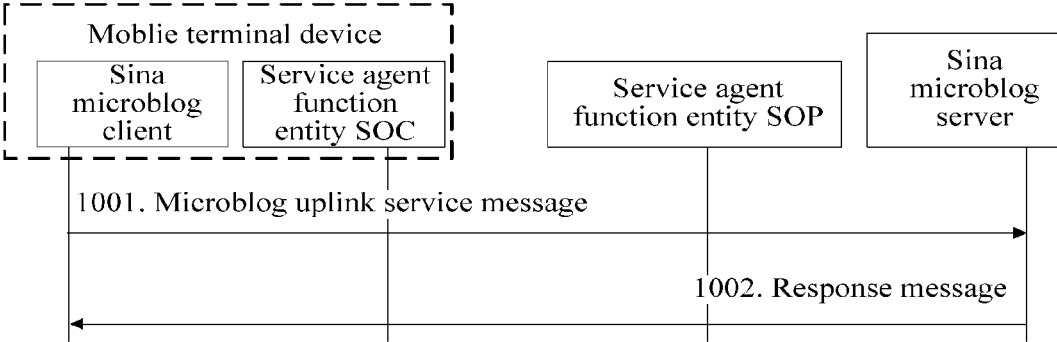 Moblie terminal device
Sina
microblog
client
Service agent
function
entity SOC
Service agent
function entity SOP
Sina
microblog
server
1001. Microblog uplink service message
1002. Response message